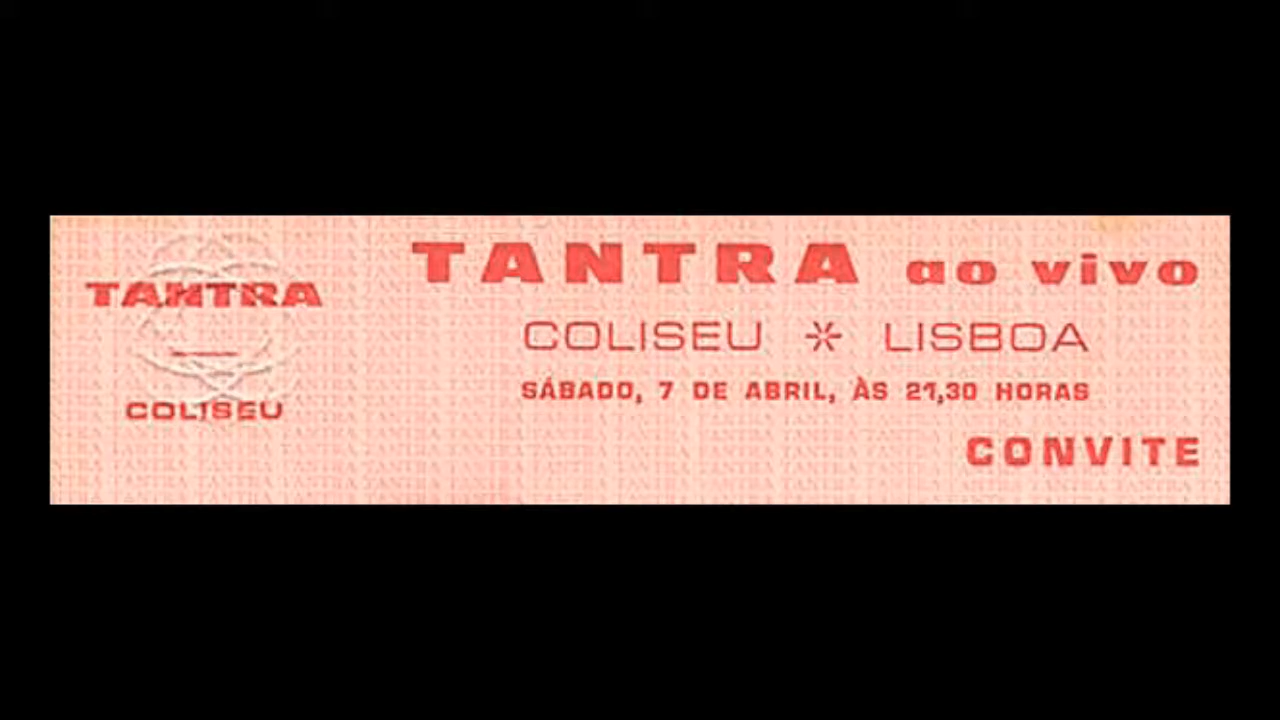 TANTRA
COLISEU
TANTRA ao vivo
COLISEU * LISBOA
SÁBADO, 7 DE ABRIL, ÀS 21,30 HORAS
CONVITE